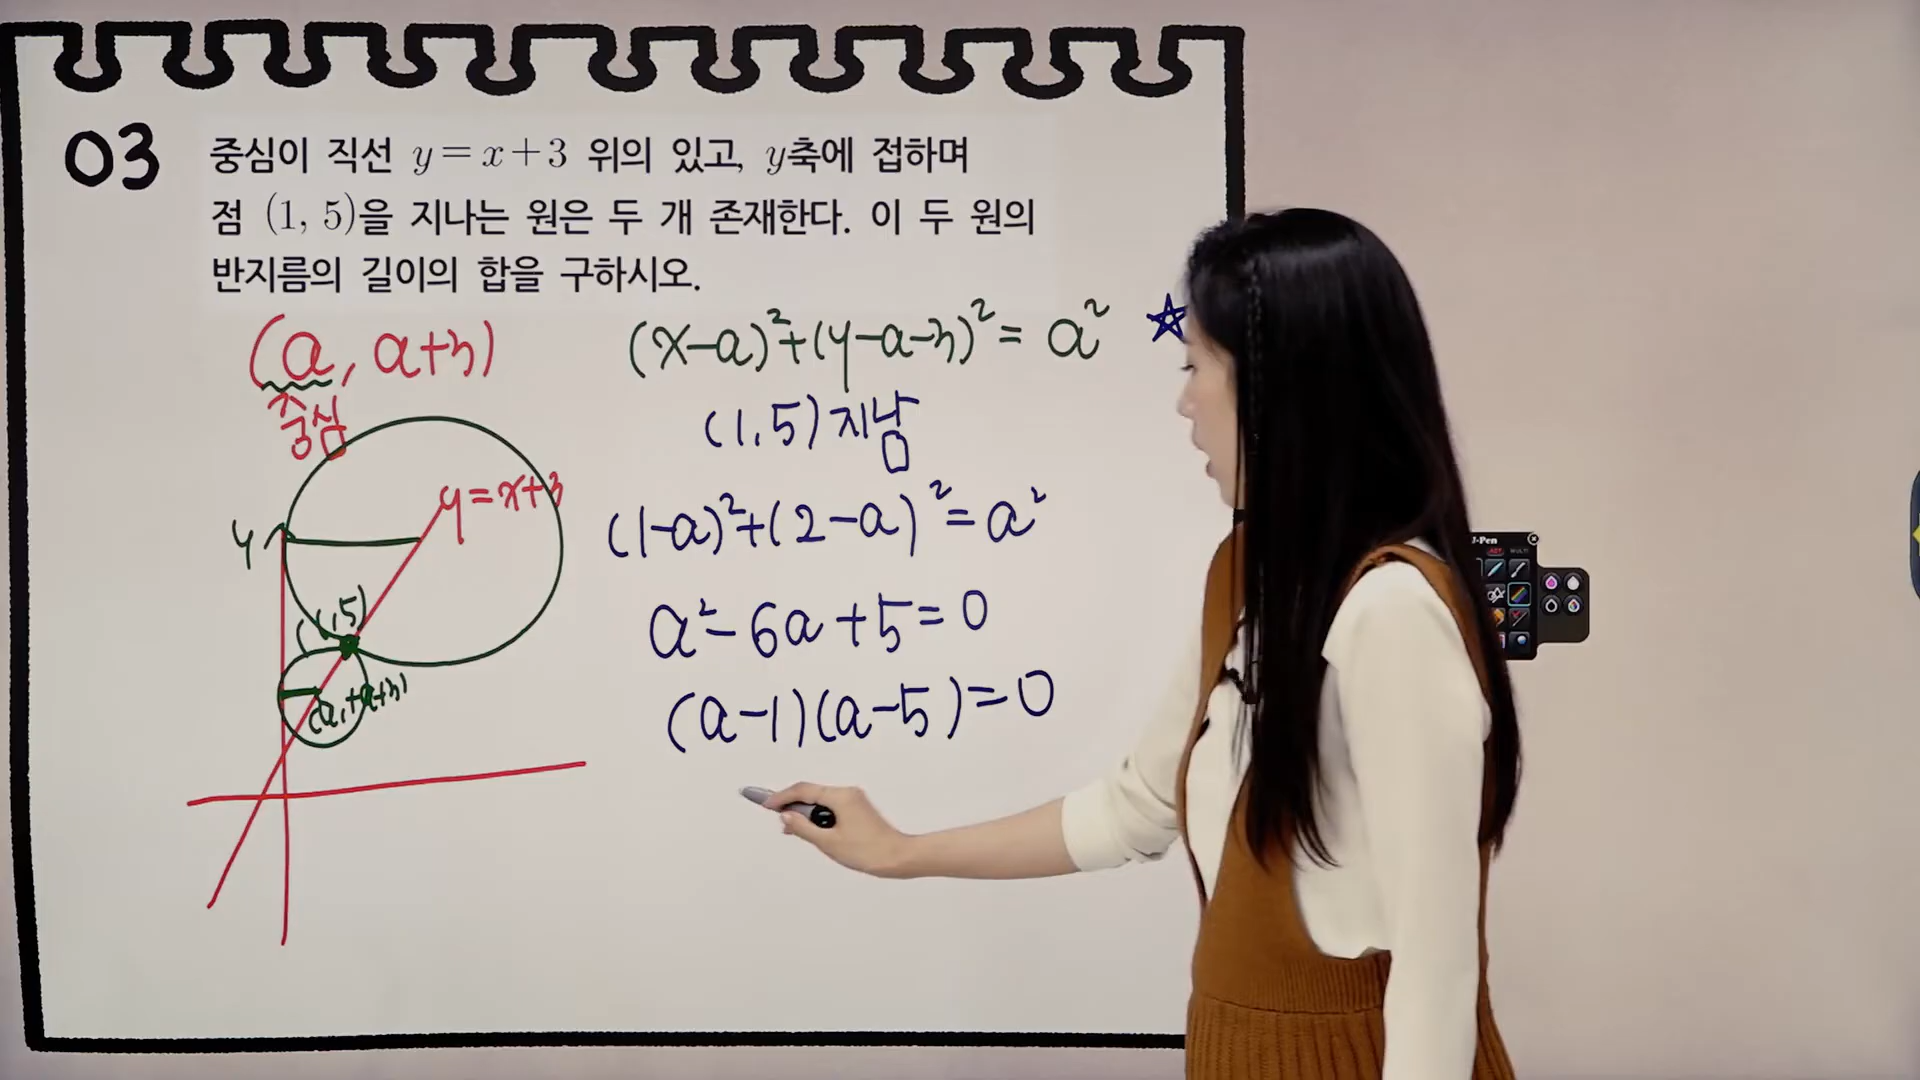 03
중심이 직선 y=x+3 위의 있고, y축에 접하며
점 (1, 5)을 지나는 원은 두 개 존재한다. 이 두 원의
반지름의 길이의 합을 구하시오.
(a, a+3)
중심
y=x+3
y
(1,5)
(a, a+3)
(x-a)²+(y-a-3)²= a² ☆
(1,5) 지남
(1-a)²+(2-a)²=a²
a²-6a+5=0
(a-1)(a-5)=0
J-Pen